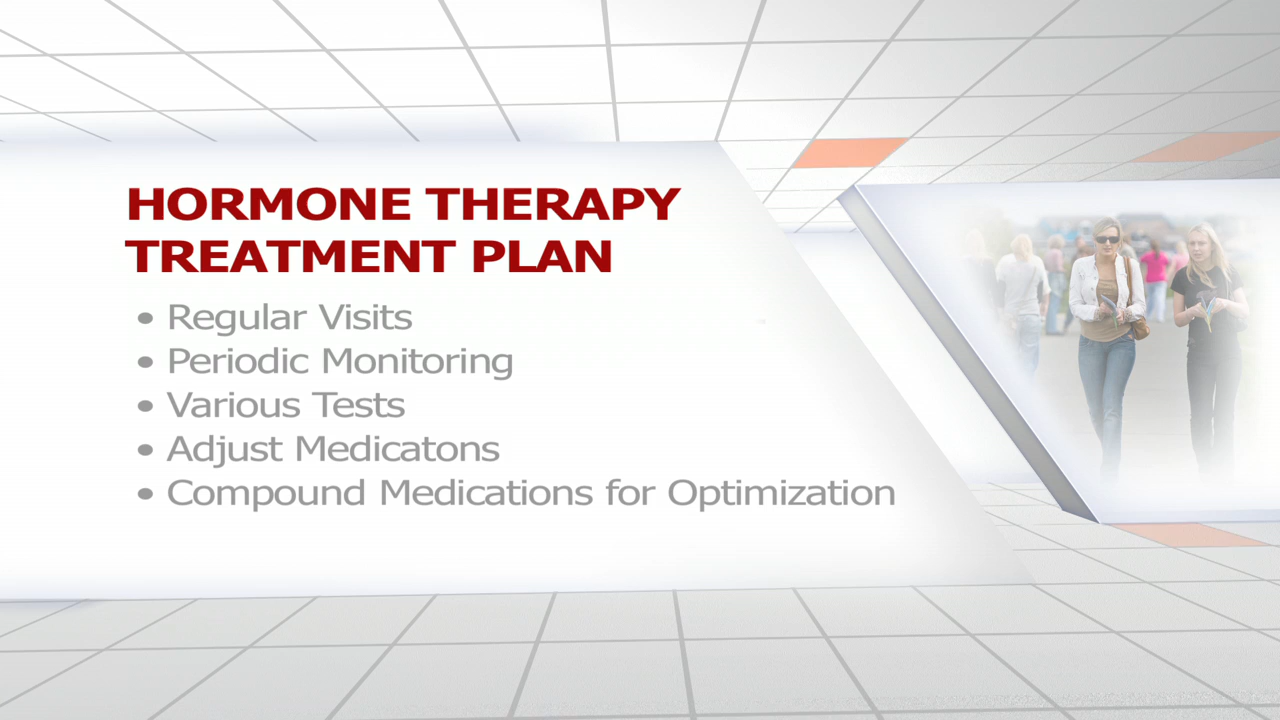 HORMONE THERAPY
TREATMENT PLAN
• Regular Visits
• Periodic Monitoring
• Various Tests
• Adjust Medicatons
• Compound Medications for Optimization